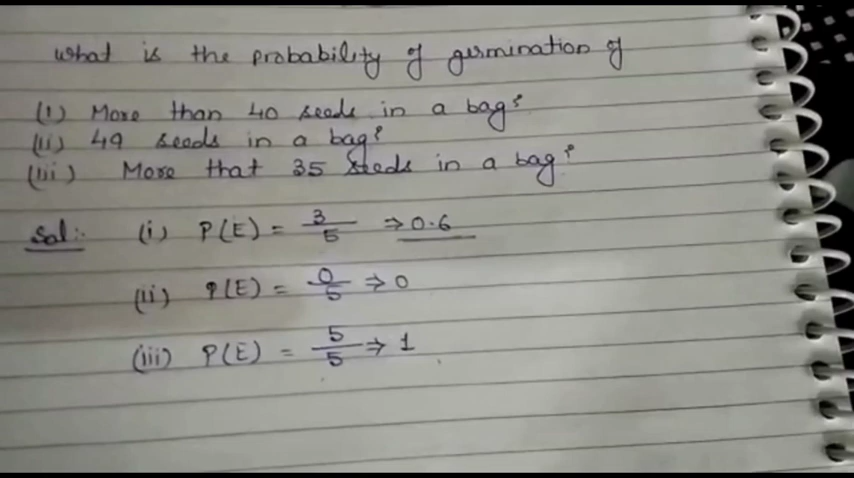 What is the probability of germination of
(i) More than 40 seeds in a bag?
(ii) 49 seeds in a bag?
(iii) More that 35 seeds in a bag?
Sol:- (i) P(E) = 3/5 ⇒ 0.6
(ii) P(E) = 0/5 ⇒ 0
(iii) P(E) = 5/5 ⇒ 1